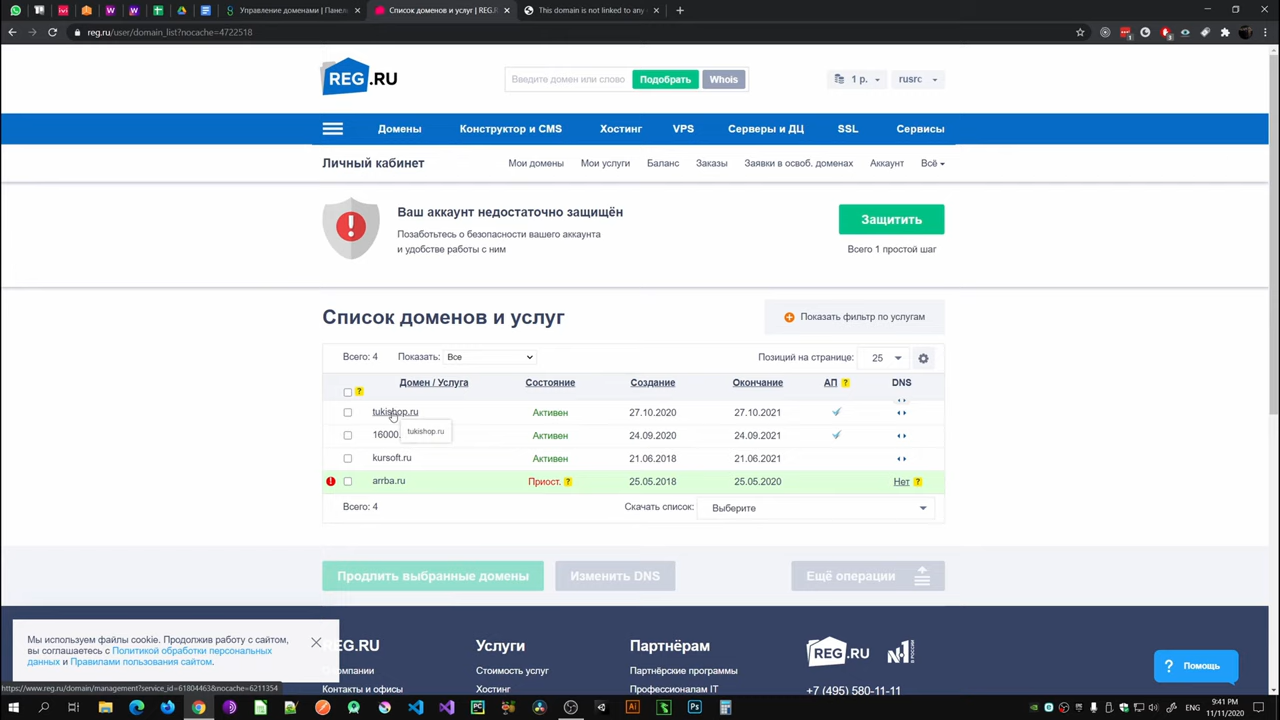 Управление доменами | Панель
Список доменов и услуг | REG.R
This domain is not linked to any
reg.ru/user/domain_list?nocache=4722518
REG.RU
Введите домен или слово
Подобрать
Whois
1 р.
rusrc
Домены
Конструктор и CMS
Хостинг
VPS
Серверы и ДЦ
SSL
Сервисы
Личный кабинет
Мои домены
Мои услуги
Баланс
Заказы
Заявки в освоб. доменах
Аккаунт
Всё
Ваш аккаунт недостаточно защищён
Позаботьтесь о безопасности вашего аккаунта
и удобстве работы с ним
Защитить
Всего 1 простой шаг
Список доменов и услуг
Показать фильтр по услугам
Всего: 4 Показать: Все Позиций на странице: 25
? Домен / Услуга Состояние Создание Окончание АП ? DNS
tukishop.ru Активен 27.10.2020 27.10.2021
tukishop.ru
16000. Активен 24.09.2020 24.09.2021
kursoft.ru Активен 21.06.2018 21.06.2021
! arrba.ru Приост. ? 25.05.2018 25.05.2020 Нет ?
Всего: 4 Скачать список: Выберите
Продлить выбранные домены
Изменить DNS
Ещё операции
Мы используем файлы cookie. Продолжив работу с сайтом,
вы соглашаетесь с Политикой обработки персональных
данных и Правилами пользования сайтом.
REG.RU
омпании
Контакты и офисы
Услуги
Стоимость услуг
Хостинг
Партнёрам
Партнёрские программы
Профессионалам IT
REG.RU
+7 (495) 580-11-11
? Помощь
https://www.reg.ru/domain/management?service_id=61804463&nocache=6211354
ENG
9:41 PM
11/11/2020